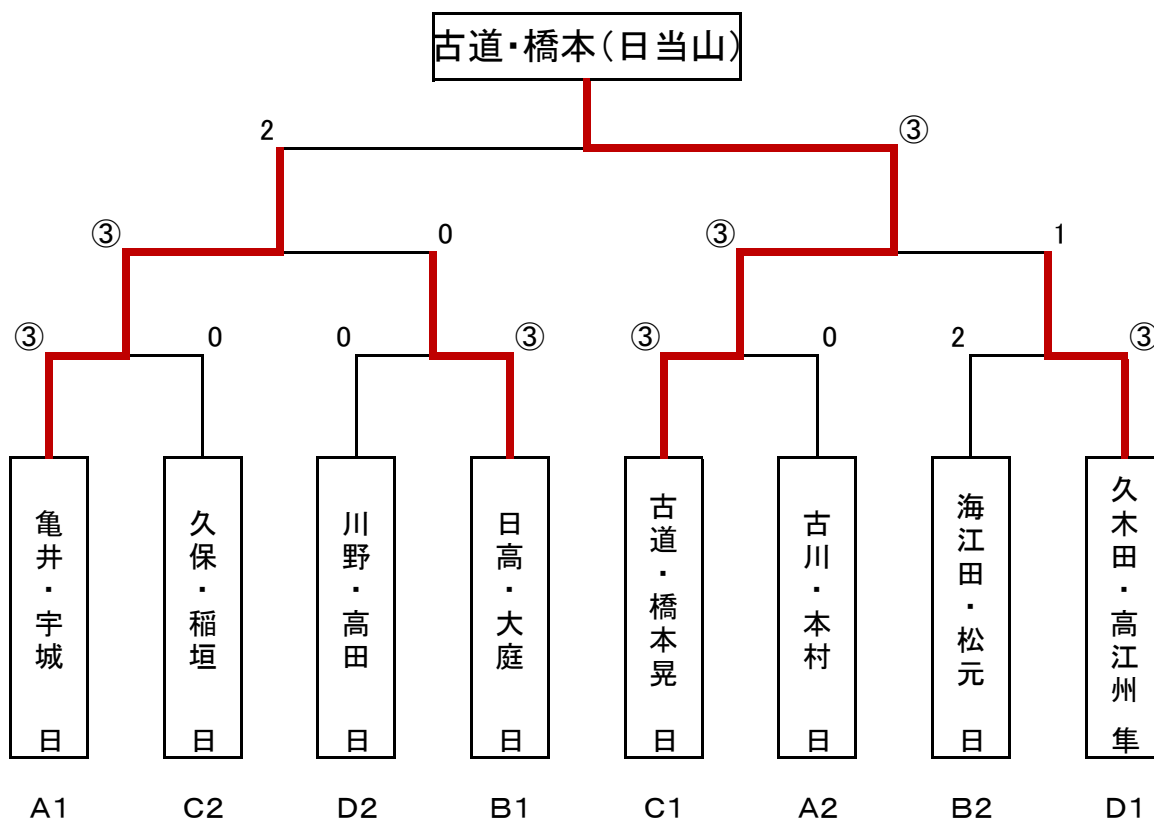 古道・橋本(日当山)
2 ③
③ 0 ③ 1
③ 0 0 ③ ③ 0 2 ③
亀井・宇城 日
久保・稲垣 日
川野・高田 日
日高・大庭 日
古道・橋本晃 日
古川・本村 日
海江田・松元 日
久木田・高江州 隼
A1 C2 D2 B1 C1 A2 B2 D1